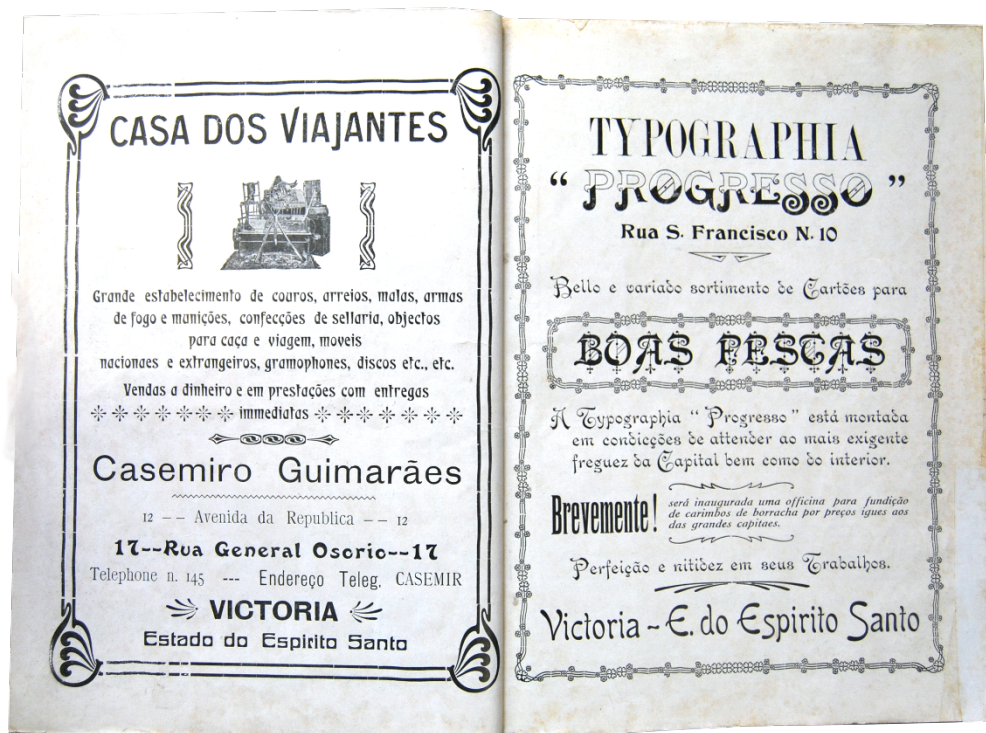 CASA DOS VIAJANTES
Grande estabelecimento de couros, arreios, malas, armas
de fogo e munições, confecções de sellaria, objectos
para caça e viagem, moveis
nacionaes e extrangeiros, gramophones, discos etc., etc.
Vendas a dinheiro e em prestações com entregas
immediatas
Casemiro Guimarães
12 -- Avenida da Republica -- 12
17--Rua General Osorio--17
Telephone n. 145 --- Endereço Teleg. CASEMIR
VICTORIA
Estado do Espirito Santo
TYPOGRAPHIA
“ PROGRESSO ”
Rua S. Francisco N. 10
Bello e variado sortimento de Cartões para
BOAS FESTAS
A Typographia “ Progresso ” está montada
em condicções de attender ao mais exigente
freguez da Capital bem como do interior.
Brevemente!
será inaugurada uma officina para fundição
de carimbos de borracha por preços igues aos
das grandes capitaes.
Perfeição e nitidez em seus Trabalhos.
Victoria – E. do Espirito Santo